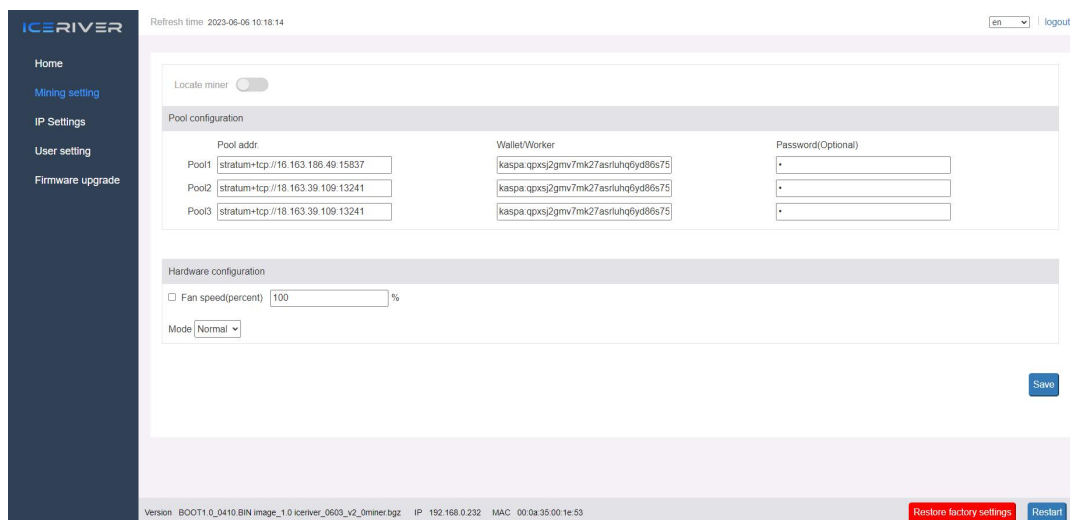 ICERIVER
Refresh time 2023-06-06 10:18:14
en
logout
Home
Mining setting
IP Settings
User setting
Firmware upgrade
Locate miner
Pool configuration
Pool addr. Wallet/Worker Password(Optional)
Pool1 stratum+tcp://16.163.186.49:15837 kaspa:qpxsj2gmv7mk27asrluhq6yd86s75 •
Pool2 stratum+tcp://18.163.39.109:13241 kaspa:qpxsj2gmv7mk27asrluhq6yd86s75 •
Pool3 stratum+tcp://18.163.39.109:13241 kaspa:qpxsj2gmv7mk27asrluhq6yd86s75 •
Hardware configuration
Fan speed(percent) 100 %
Mode Normal
Save
Version BOOT1.0_0410.BIN image_1.0 iceriver_0603_v2_0miner.bgz IP 192.168.0.232 MAC 00:0a:35:00:1e:53 Restore factory settings Restart